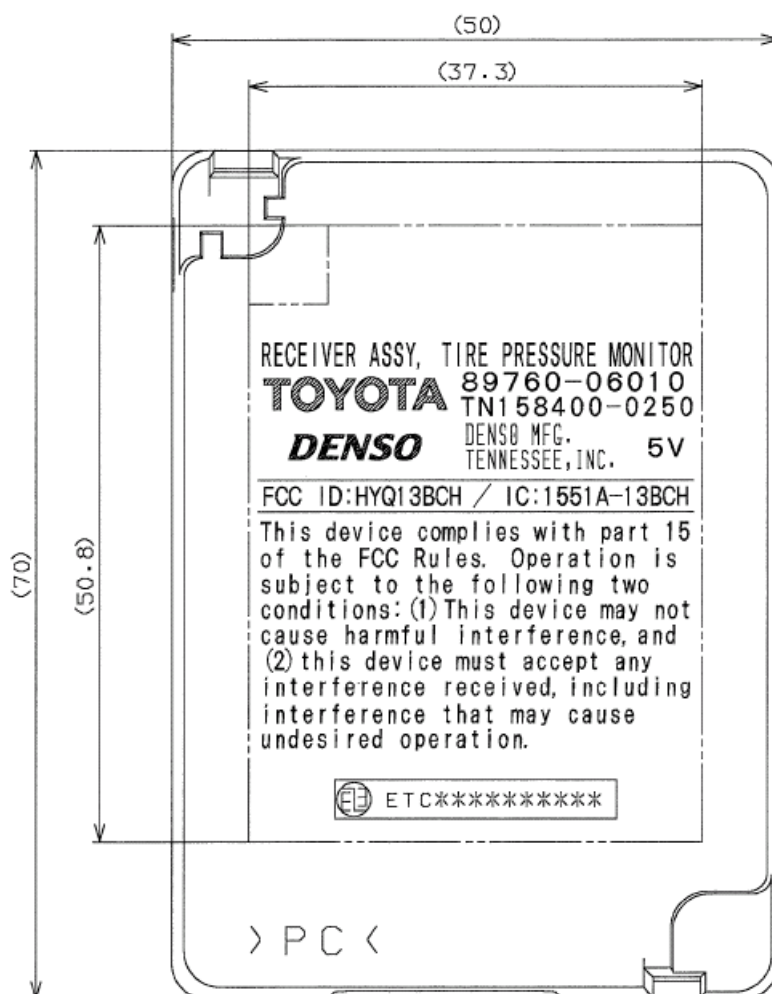 (50)
(37.3)
(70)
(50.8)
RECEIVER ASSY, TIRE PRESSURE MONITOR
TOYOTA 89760-06010
TN158400-0250
DENSO DENSO MFG.
TENNESSEE, INC. 5V
FCC ID:HYQ13BCH / IC:1551A-13BCH
This device complies with part 15
of the FCC Rules. Operation is
subject to the following two
conditions: (1) This device may not
cause harmful interference, and
(2) this device must accept any
interference received, including
interference that may cause
undesired operation.
ETC**********
>PC<